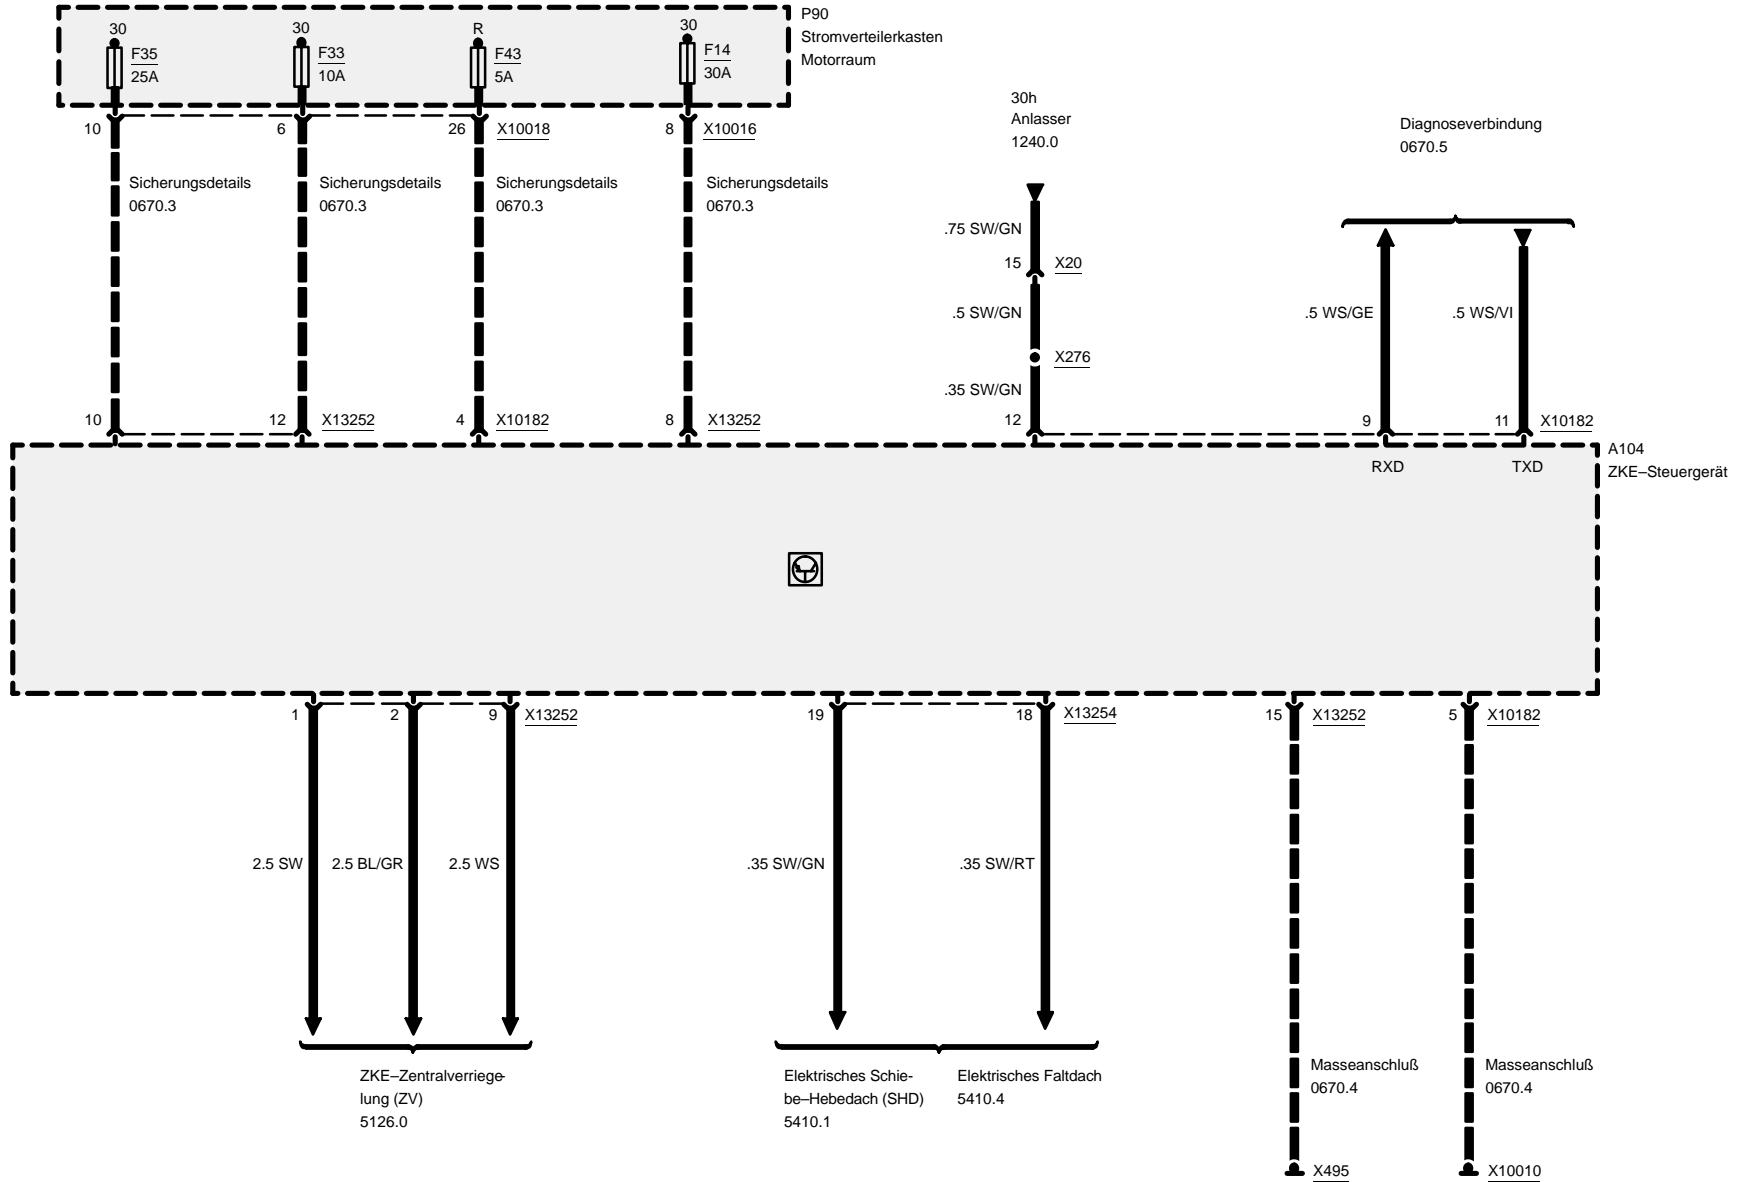 P90
Stromverteilerkasten
Motorraum
30
F35
25A
30
F33
10A
R
F43
5A
30
F14
30A
10
6
26
X10018
8
X10016
Sicherungsdetails
0670.3
Sicherungsdetails
0670.3
Sicherungsdetails
0670.3
Sicherungsdetails
0670.3
30h
Anlasser
1240.0
Diagnoseverbindung
0670.5
.75 SW/GN
15
X20
.5 SW/GN
X276
.35 SW/GN
.5 WS/GE
.5 WS/VI
10
12
X13252
4
X10182
8
X13252
12
9
11
X10182
RXD
TXD
A104
ZKE–Steuergerät
1
2
9
X13252
19
18
X13254
15
X13252
5
X10182
2.5 SW
2.5 BL/GR
2.5 WS
.35 SW/GN
.35 SW/RT
ZKE–Zentralverriege-
lung (ZV)
5126.0
Elektrisches Schie-
be–Hebedach (SHD)
5410.1
Elektrisches Faltdach
5410.4
Masseanschluß
0670.4
Masseanschluß
0670.4
X495
X10010